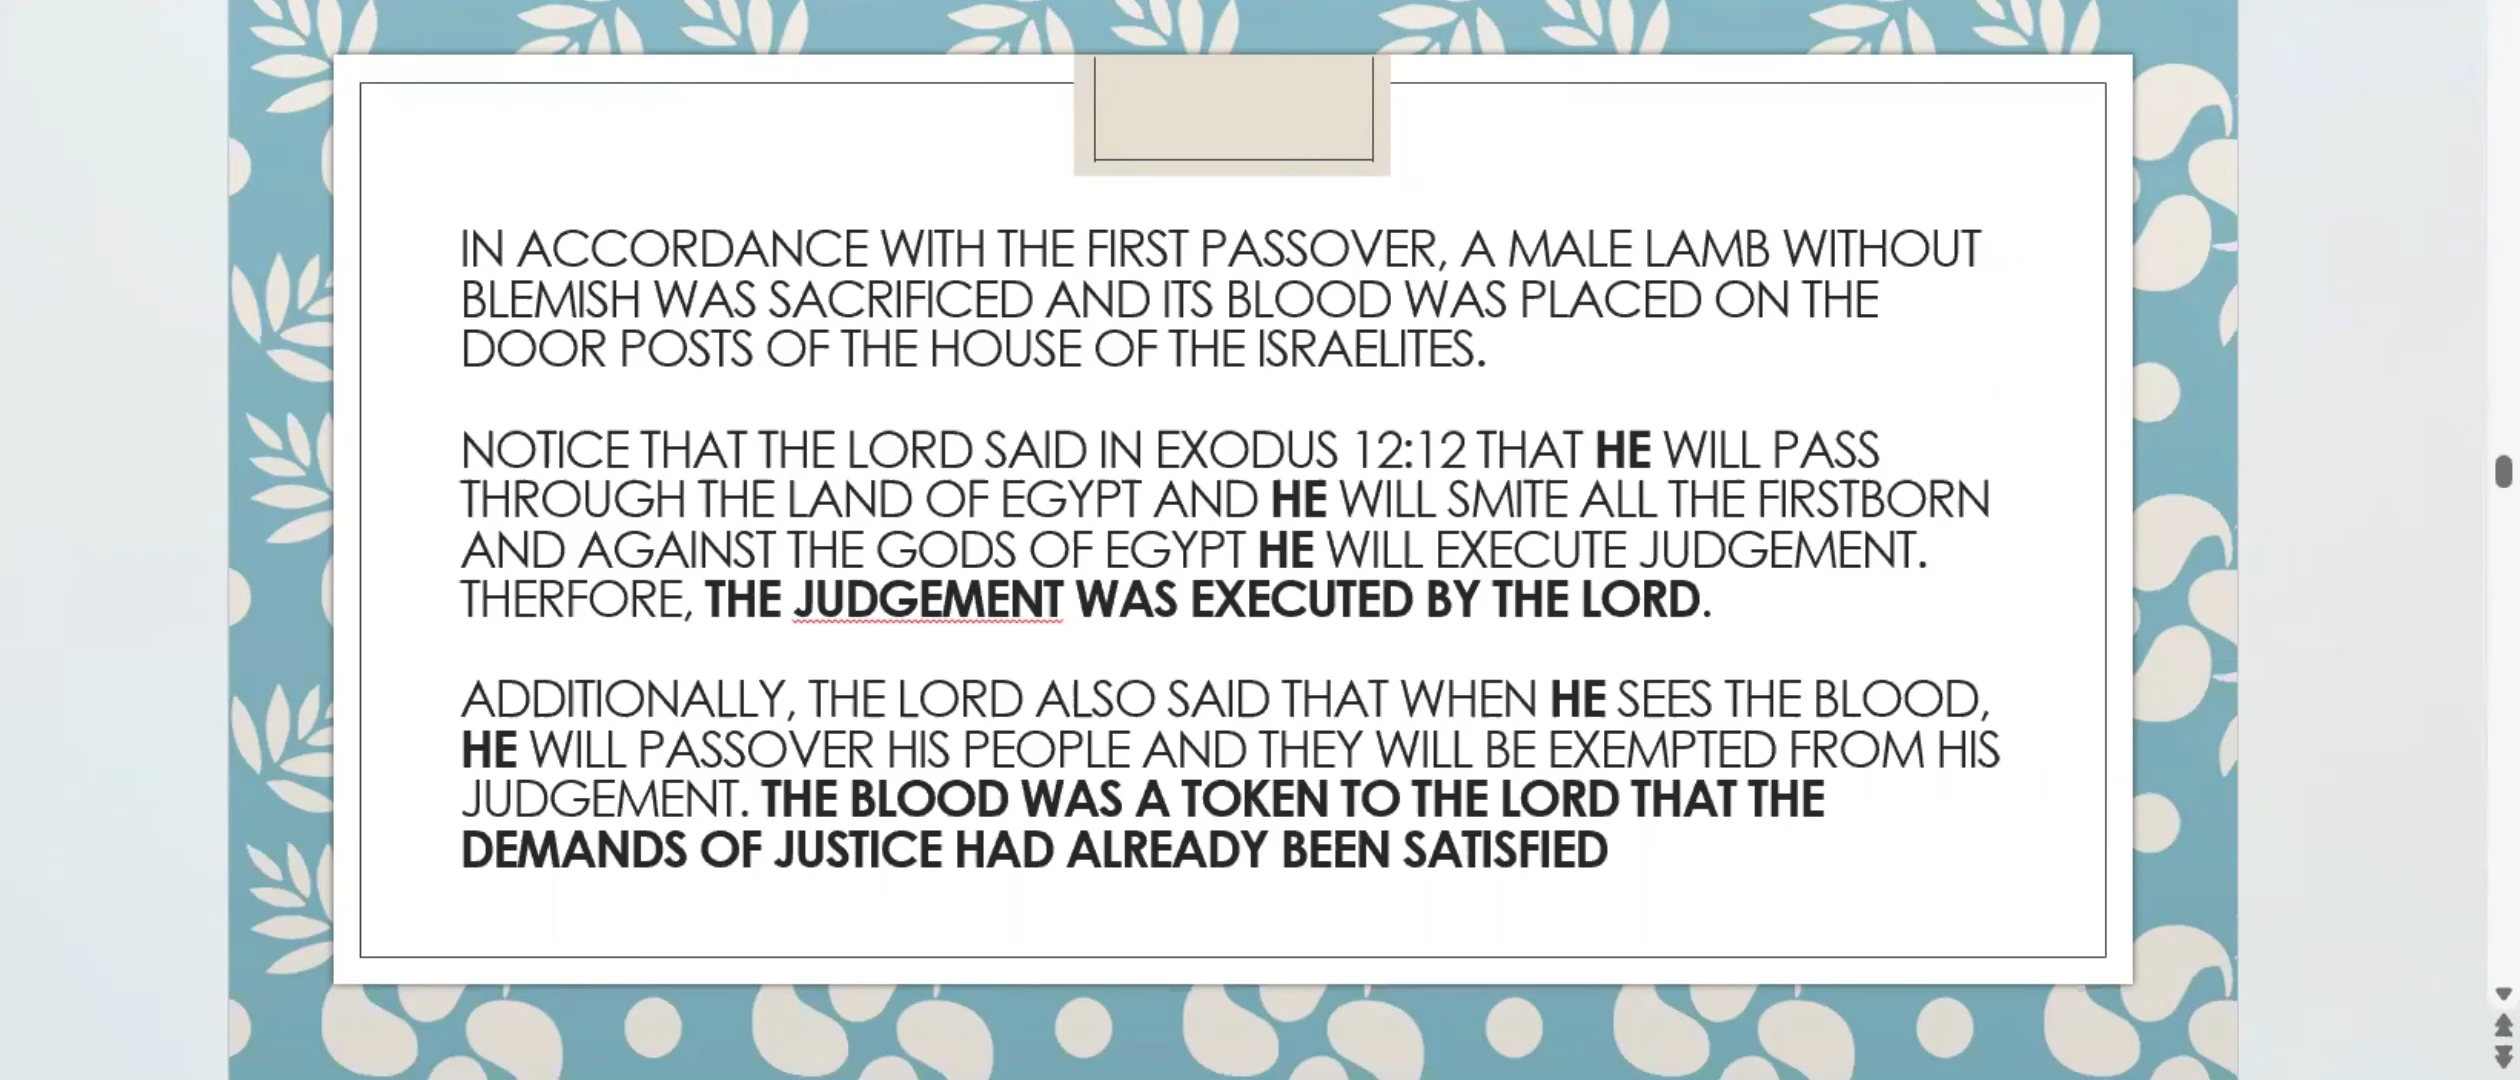 IN ACCORDANCE WITH THE FIRST PASSOVER, A MALE LAMB WITHOUT
BLEMISH WAS SACRIFICED AND ITS BLOOD WAS PLACED ON THE
DOOR POSTS OF THE HOUSE OF THE ISRAELITES.
NOTICE THAT THE LORD SAID IN EXODUS 12:12 THAT HE WILL PASS
THROUGH THE LAND OF EGYPT AND HE WILL SMITE ALL THE FIRSTBORN
AND AGAINST THE GODS OF EGYPT HE WILL EXECUTE JUDGEMENT.
THERFORE, THE JUDGEMENT WAS EXECUTED BY THE LORD.
ADDITIONALLY, THE LORD ALSO SAID THAT WHEN HE SEES THE BLOOD,
HE WILL PASSOVER HIS PEOPLE AND THEY WILL BE EXEMPTED FROM HIS
JUDGEMENT. THE BLOOD WAS A TOKEN TO THE LORD THAT THE
DEMANDS OF JUSTICE HAD ALREADY BEEN SATISFIED